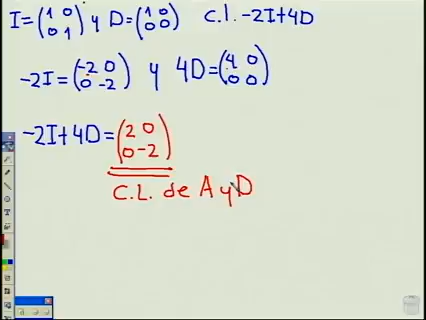 I=(1 0 0 1) y D=(1 0 0 0) C.L. -2I+4D
-2I=(-2 0 0 -2) y 4D=(4 0 0 0)
-2I+4D=(2 0 0 -2)
C.L. de A y D